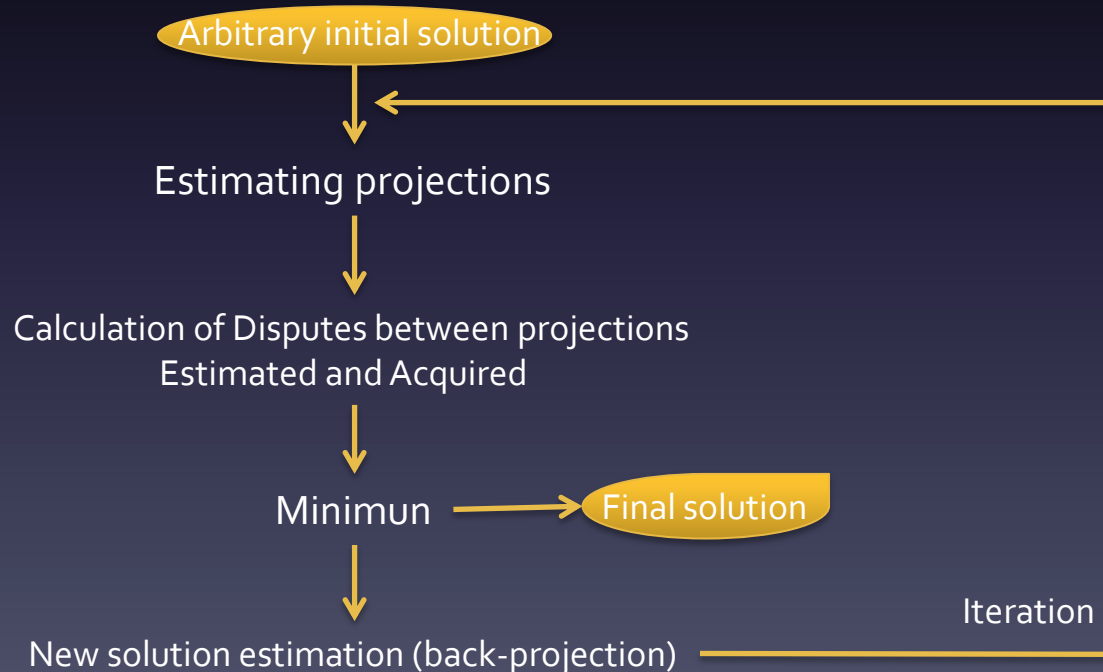 Arbitrary initial solution
Estimating projections
Calculation of Disputes between projections
Estimated and Acquired
Minimun
Final solution
Iteration
New solution estimation (back-projection)